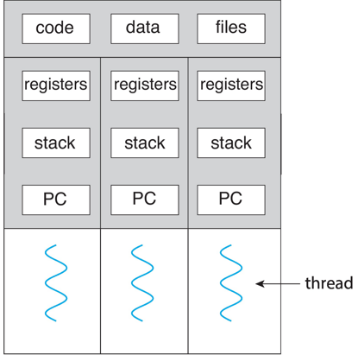 code data files
registers registers registers
stack stack stack
PC PC PC
thread